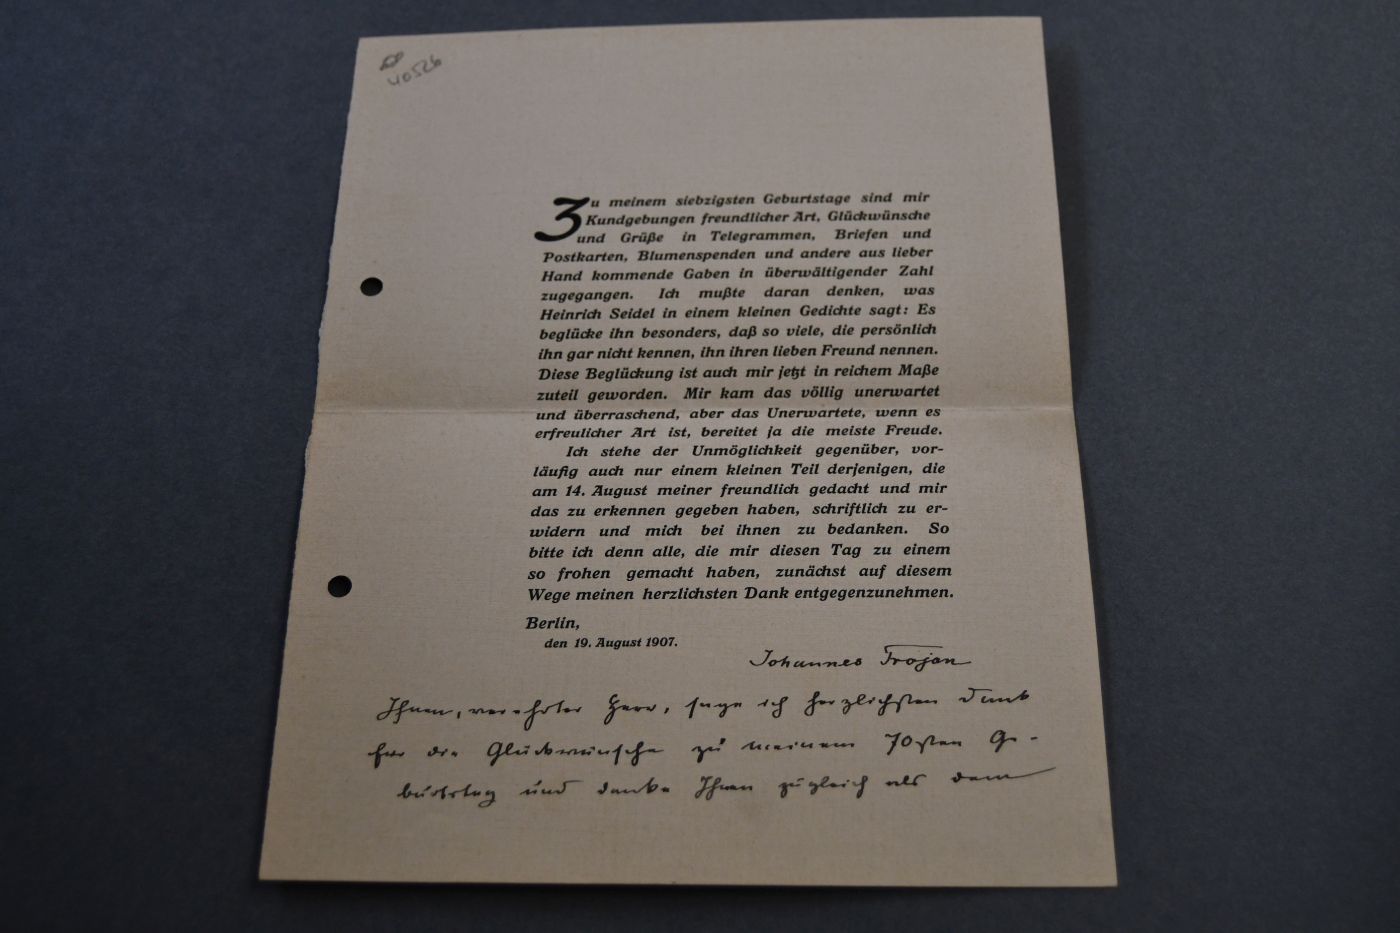 40526
Zu meinem siebzigsten Geburtstage sind mir
Kundgebungen freundlicher Art, Glückwünsche
und Grüße in Telegrammen, Briefen und
Postkarten, Blumenspenden und andere aus lieber
Hand kommende Gaben in überwältigender Zahl
zugegangen. Ich mußte daran denken, was
Heinrich Seidel in einem kleinen Gedichte sagt: Es
beglücke ihn besonders, daß so viele, die persönlich
ihn gar nicht kennen, ihn ihren lieben Freund nennen.
Diese Beglückung ist auch mir jetzt in reichem Maße
zuteil geworden. Mir kam das völlig unerwartet
und überraschend, aber das Unerwartete, wenn es
erfreulicher Art ist, bereitet ja die meiste Freude.
Ich stehe der Unmöglichkeit gegenüber, vor-
läufig auch nur einem kleinen Teil derjenigen, die
am 14. August meiner freundlich gedacht und mir
das zu erkennen gegeben haben, schriftlich zu er-
widern und mich bei ihnen zu bedanken. So
bitte ich denn alle, die mir diesen Tag zu einem
so frohen gemacht haben, zunächst auf diesem
Wege meinen herzlichsten Dank entgegenzunehmen.
Berlin,
den 19. August 1907.
Johannes Trojan
Ihnen, verehrter Herr, sage ich herzlichsten Dank
für die Glückwünsche zu meinem 70sten Ge-
burtstag und danke Ihnen zugleich als dem